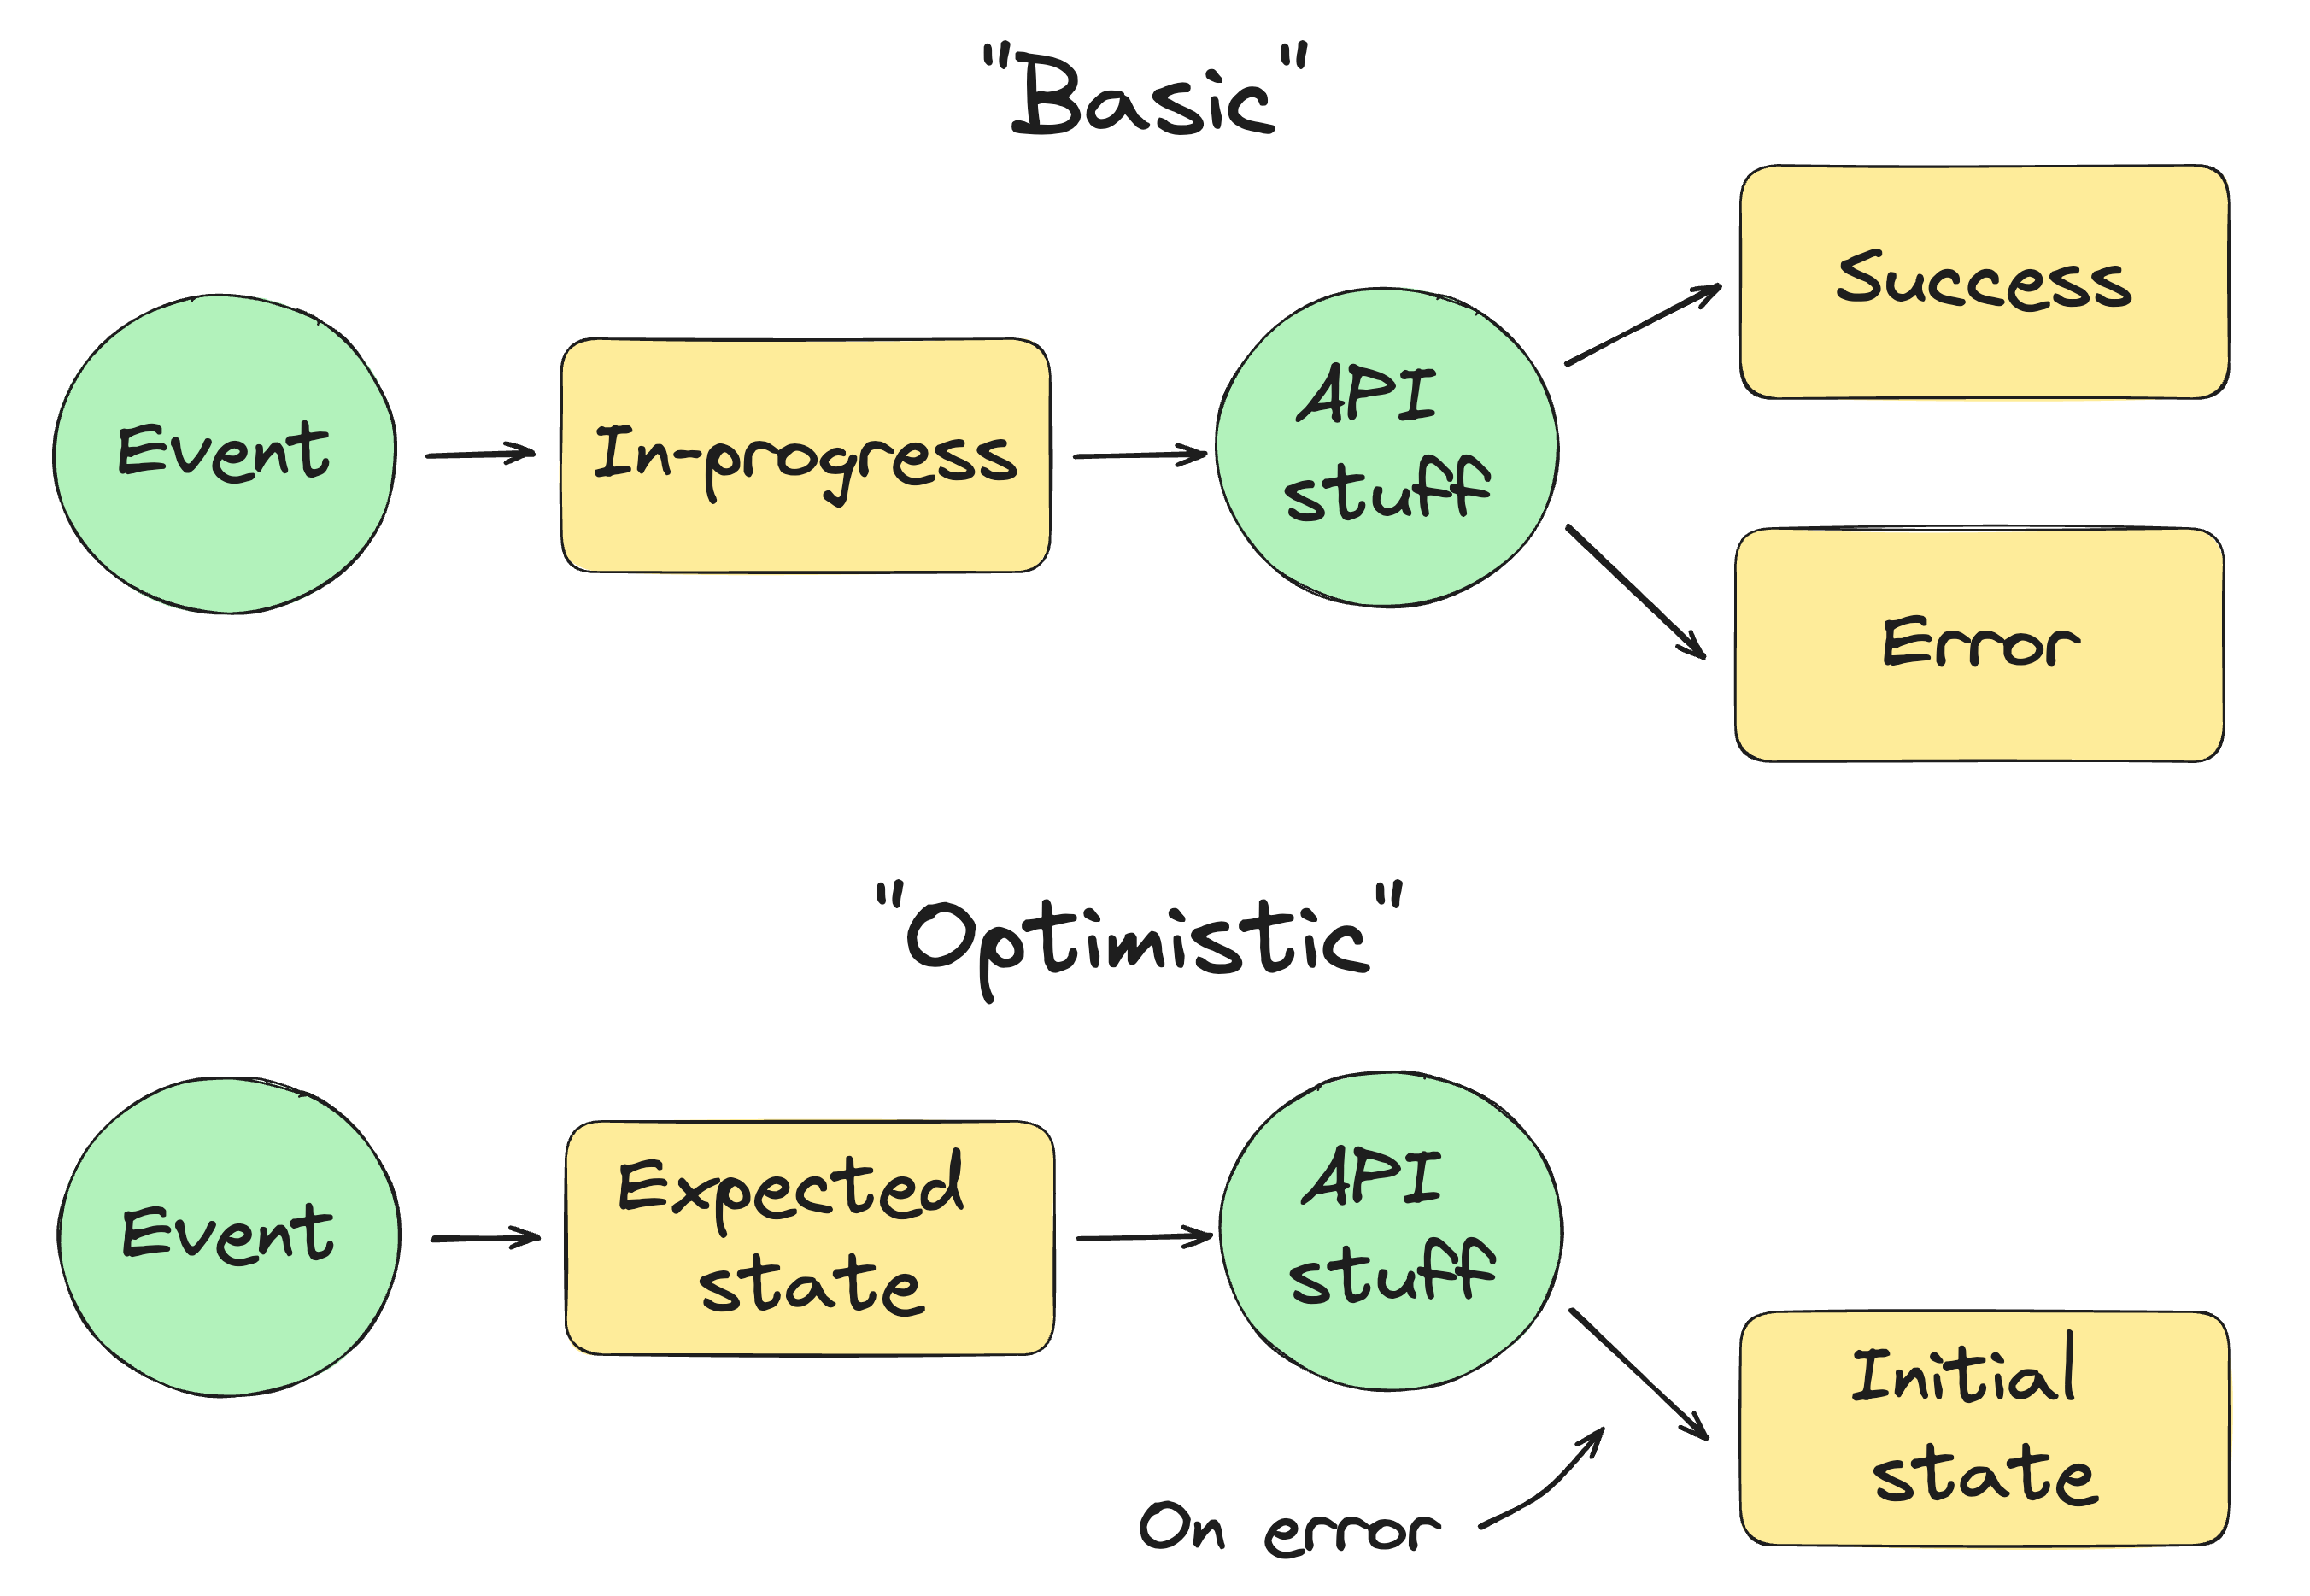 "Basic"
Event
In-progress
API
stuff
Success
Error
"Optimistic"
Event
Expected
state
API
stuff
Initial
state
On error